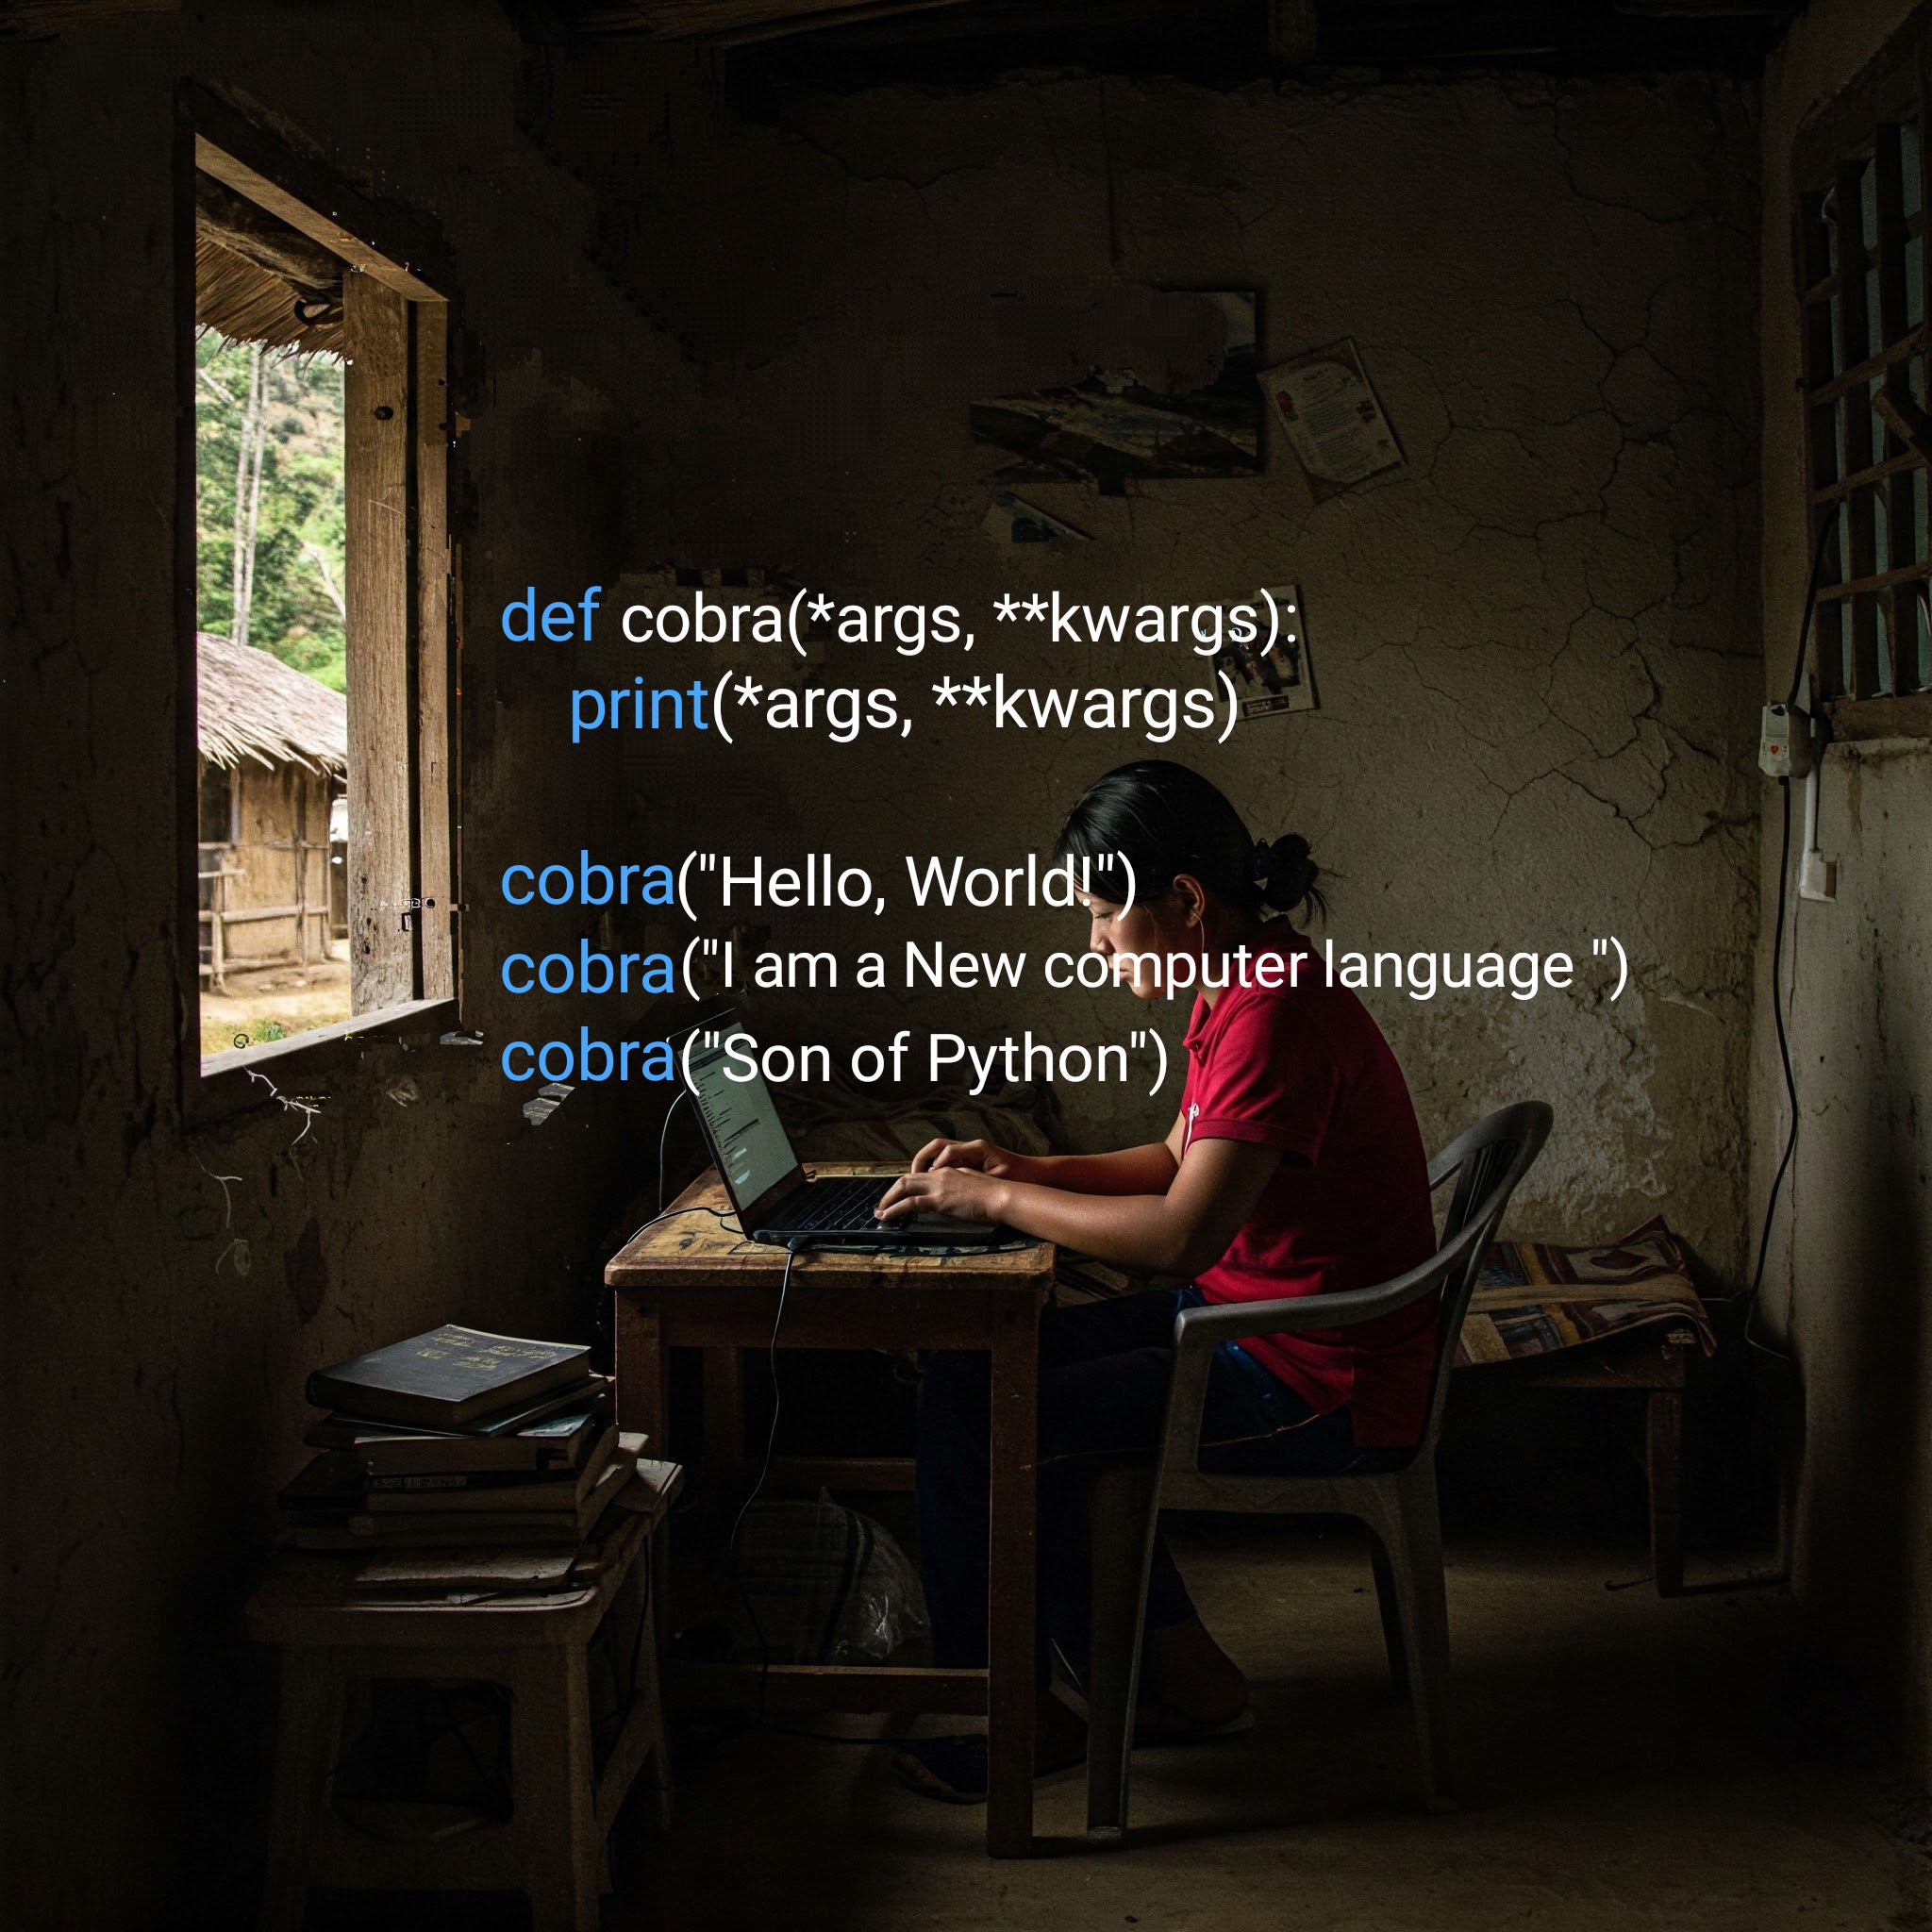 def cobra(*args, **kwargs):
print(*args, **kwargs)
cobra("Hello, World!")
cobra("I am a New computer language ")
cobra("Son of Python")